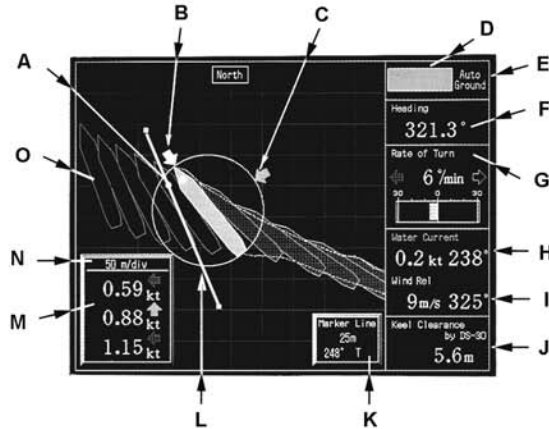 B
C
D
A
E
North
Auto
Ground
Heading
F
321.3°
Rate of Turn
O
6°/min
G
30 0 30
Water Current
N
50 m/div
0.2 kt 238°
H
0.59 kt
Wind Rel
M
9m/s 325°
I
0.88 kt
Marker Line
Keel Clearance
25m
by DS-30
1.15 kt
248° T
5.6m
J
L
K